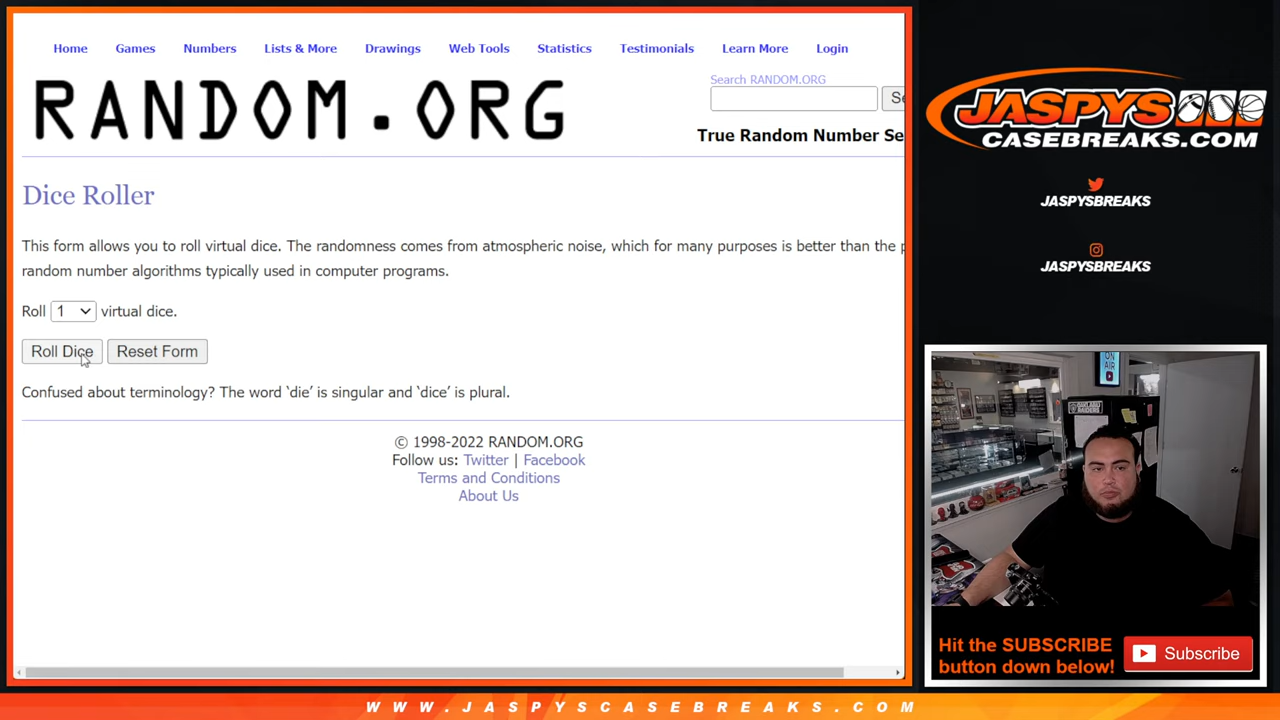 Home Games Numbers Lists & More Drawings Web Tools Statistics Testimonials Learn More Login
RANDOM.ORG
Search RANDOM.ORG
Se
True Random Number Se
Dice Roller
This form allows you to roll virtual dice. The randomness comes from atmospheric noise, which for many purposes is better than the p
random number algorithms typically used in computer programs.
Roll 1 virtual dice.
Roll Dice Reset Form
Confused about terminology? The word ‘die’ is singular and ‘dice’ is plural.
© 1998-2022 RANDOM.ORG
Follow us: Twitter | Facebook
Terms and Conditions
About Us
JASPYS
CASEBREAKS.COM
JASPYSBREAKS
JASPYSBREAKS
ON
AIR
Hit the SUBSCRIBE
button down below!
Subscribe
WWW.JASPYSCASEBREAKS.COM